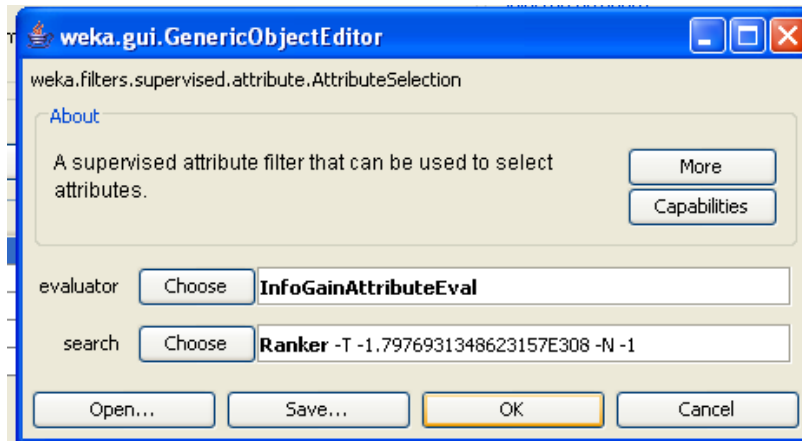 weka.gui.GenericObjectEditor
weka.filters.supervised.attribute.AttributeSelection
About
A supervised attribute filter that can be used to select
attributes.
More
Capabilities
evaluator Choose InfoGainAttributeEval
search Choose Ranker -T -1.7976931348623157E308 -N -1
Open... Save... OK Cancel